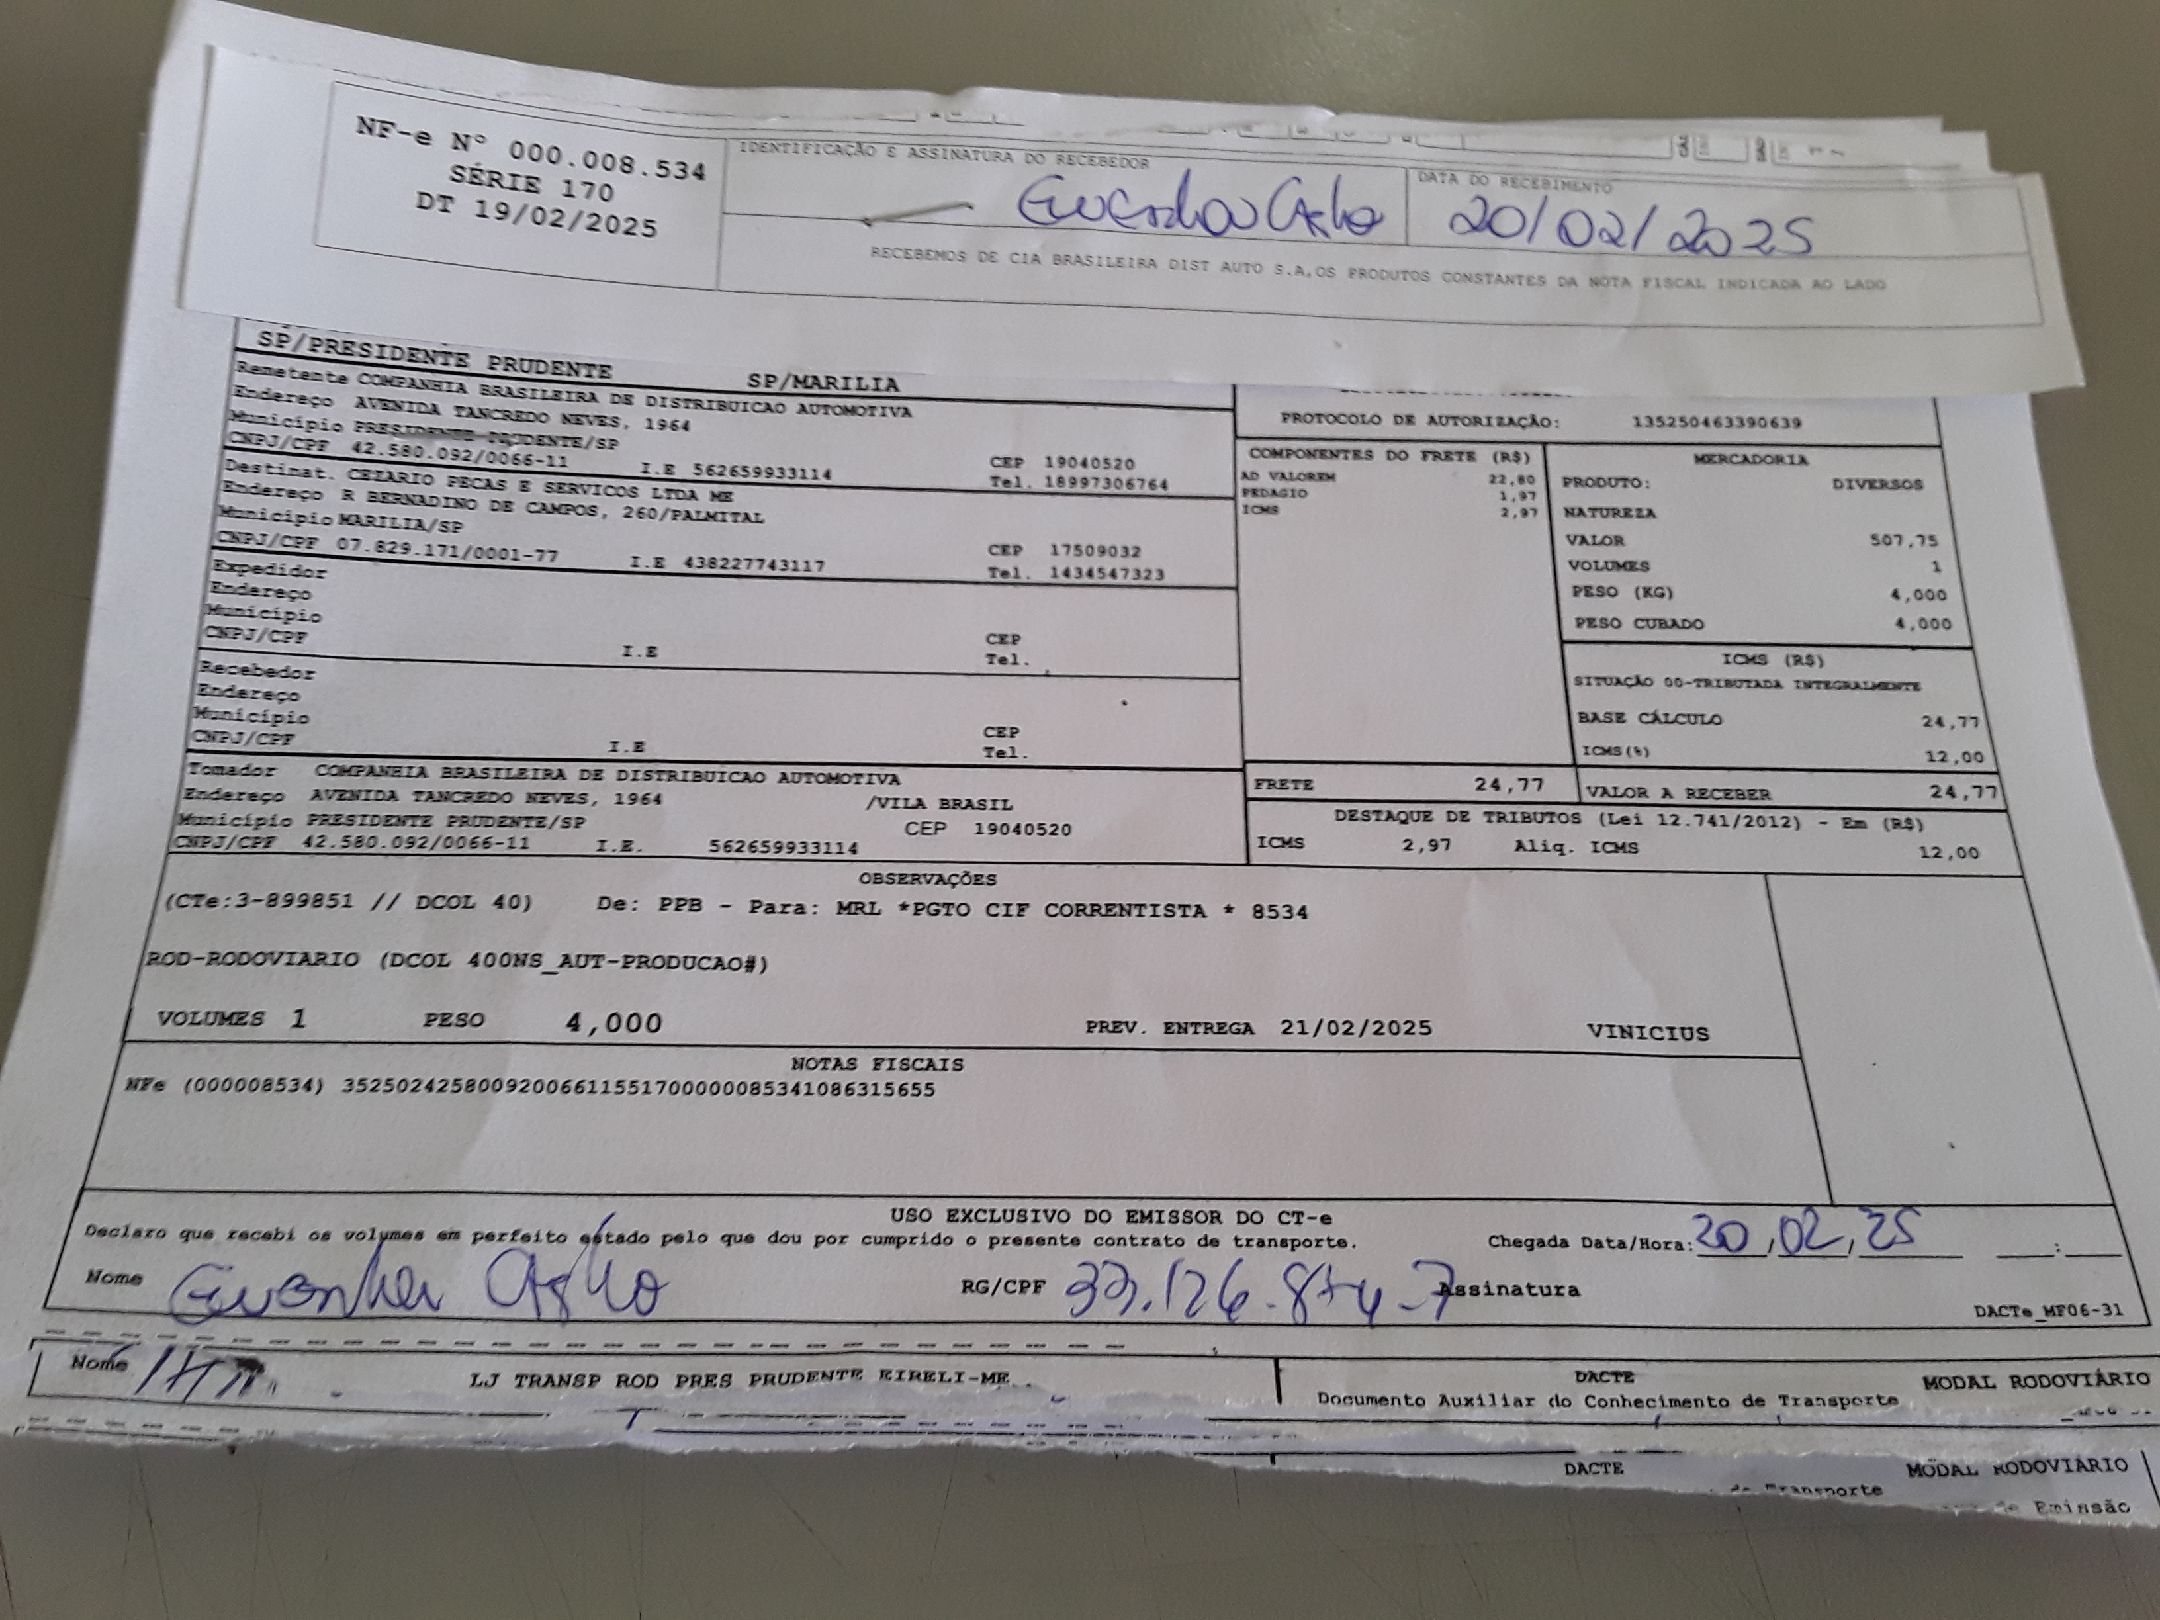 NF-e N° 000.008.534
SÉRIE 170
DT 19/02/2025
IDENTIFICAÇÃO E ASSINATURA DO RECEBEDOR
DATA DO RECEBIMENTO
20/02/2025
RECEBEMOS DE CIA BRASILEIRA DIST AUTO S.A,OS PRODUTOS CONSTANTES DA NOTA FISCAL INDICADA AO LADO
SP/PRESIDENTE PRUDENTE SP/MARILIA
Remetente COMPANHIA BRASILEIRA DE DISTRIBUICAO AUTOMOTIVA
Endereço AVENIDA TANCREDO NEVES, 1964
Município PRESIDENTE PRUDENTE/SP
CNPJ/CPF 42.580.092/0066-11 I.E 562659933114 CEP 19040520
Tel. 18997306764
Destinat. CEZARIO PECAS E SERVICOS LTDA ME
Endereço R BERNADINO DE CAMPOS, 260/PALMITAL
Município MARILIA/SP
CNPJ/CPF 07.829.171/0001-77 I.E 438227743117 CEP 17509032
Tel. 1434547323
Expedidor
Endereço
Município
CNPJ/CPF I.E CEP
Tel.
Recebedor
Endereço
Município
CNPJ/CPF I.E CEP
Tel.
Tomador COMPANHIA BRASILEIRA DE DISTRIBUICAO AUTOMOTIVA
Endereço AVENIDA TANCREDO NEVES, 1964 /VILA BRASIL
Município PRESIDENTE PRUDENTE/SP CEP 19040520
CNPJ/CPF 42.580.092/0066-11 I.E. 562659933114
PROTOCOLO DE AUTORIZAÇÃO: 135250463390639
COMPONENTES DO FRETE (R$)
AD VALOREM 22,80
PEDAGIO 1,97
ICMS 2,97
MERCADORIA
PRODUTO: DIVERSOS
NATUREZA
VALOR 507,75
VOLUMES 1
PESO (KG) 4,000
PESO CUBADO 4,000
ICMS (R$)
SITUAÇÃO 00-TRIBUTADA INTEGRALMENTE
BASE CÁLCULO 24,77
ICMS(%) 12,00
FRETE 24,77 VALOR A RECEBER 24,77
DESTAQUE DE TRIBUTOS (Lei 12.741/2012) - Em (R$)
ICMS 2,97 Aliq. ICMS 12,00
OBSERVAÇÕES
(CTe:3-899851 // DCOL 40) De: PPB - Para: MRL *PGTO CIF CORRENTISTA * 8534
ROD-RODOVIARIO (DCOL 400NS_AUT-PRODUCAO#)
VOLUMES 1 PESO 4,000 PREV. ENTREGA 21/02/2025 VINICIUS
NOTAS FISCAIS
NFe (000008534) 35250242580092006611551700000085341086315655
USO EXCLUSIVO DO EMISSOR DO CT-e
Declaro que recebi os volumes em perfeito estado pelo que dou por cumprido o presente contrato de transporte. Chegada Data/Hora: 20,02,25 :
Nome RG/CPF Assinatura
DACTe_MF06-31
Nome LJ TRANSP ROD PRES PRUDENTE EIRELI-ME DACTE MODAL RODOVIÁRIO
Documento Auxiliar do Conhecimento de Transporte
DACTE MODAL RODOVIÁRIO
Transporte
de Emissão